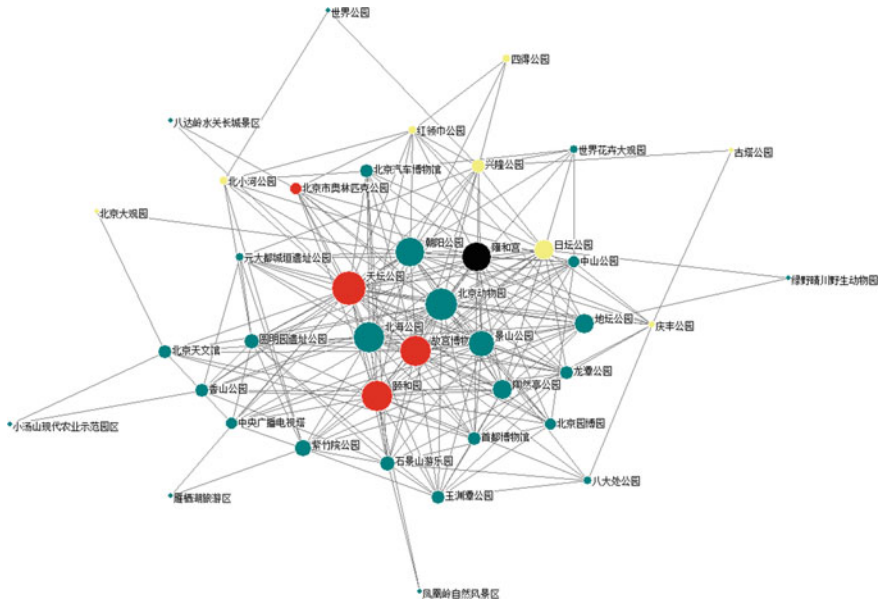 世界公园
四得公园
八达岭水关长城景区
红领巾公园
世界花卉大观园
古塔公园
北京汽车博物馆
兴隆公园
北小河公园
北京市奥林匹克公园
北京大观园
朝阳公园
雍和宫
日坛公园
元大都城垣遗址公园
中山公园
天坛公园
绿野晴川野生动物园
北京动物园
地坛公园
庆丰公园
北海公园
圆明园遗址公园
故宫博物
景山公园
北京天文馆
龙潭公园
香山公园
颐和园
陶然亭公园
小汤山现代农业示范园区
中央广播电视塔
北京园博园
首都博物馆
紫竹院公园
石景山游乐园
八大处公园
雁栖湖旅游区
玉渊潭公园
凤凰岭自然风景区